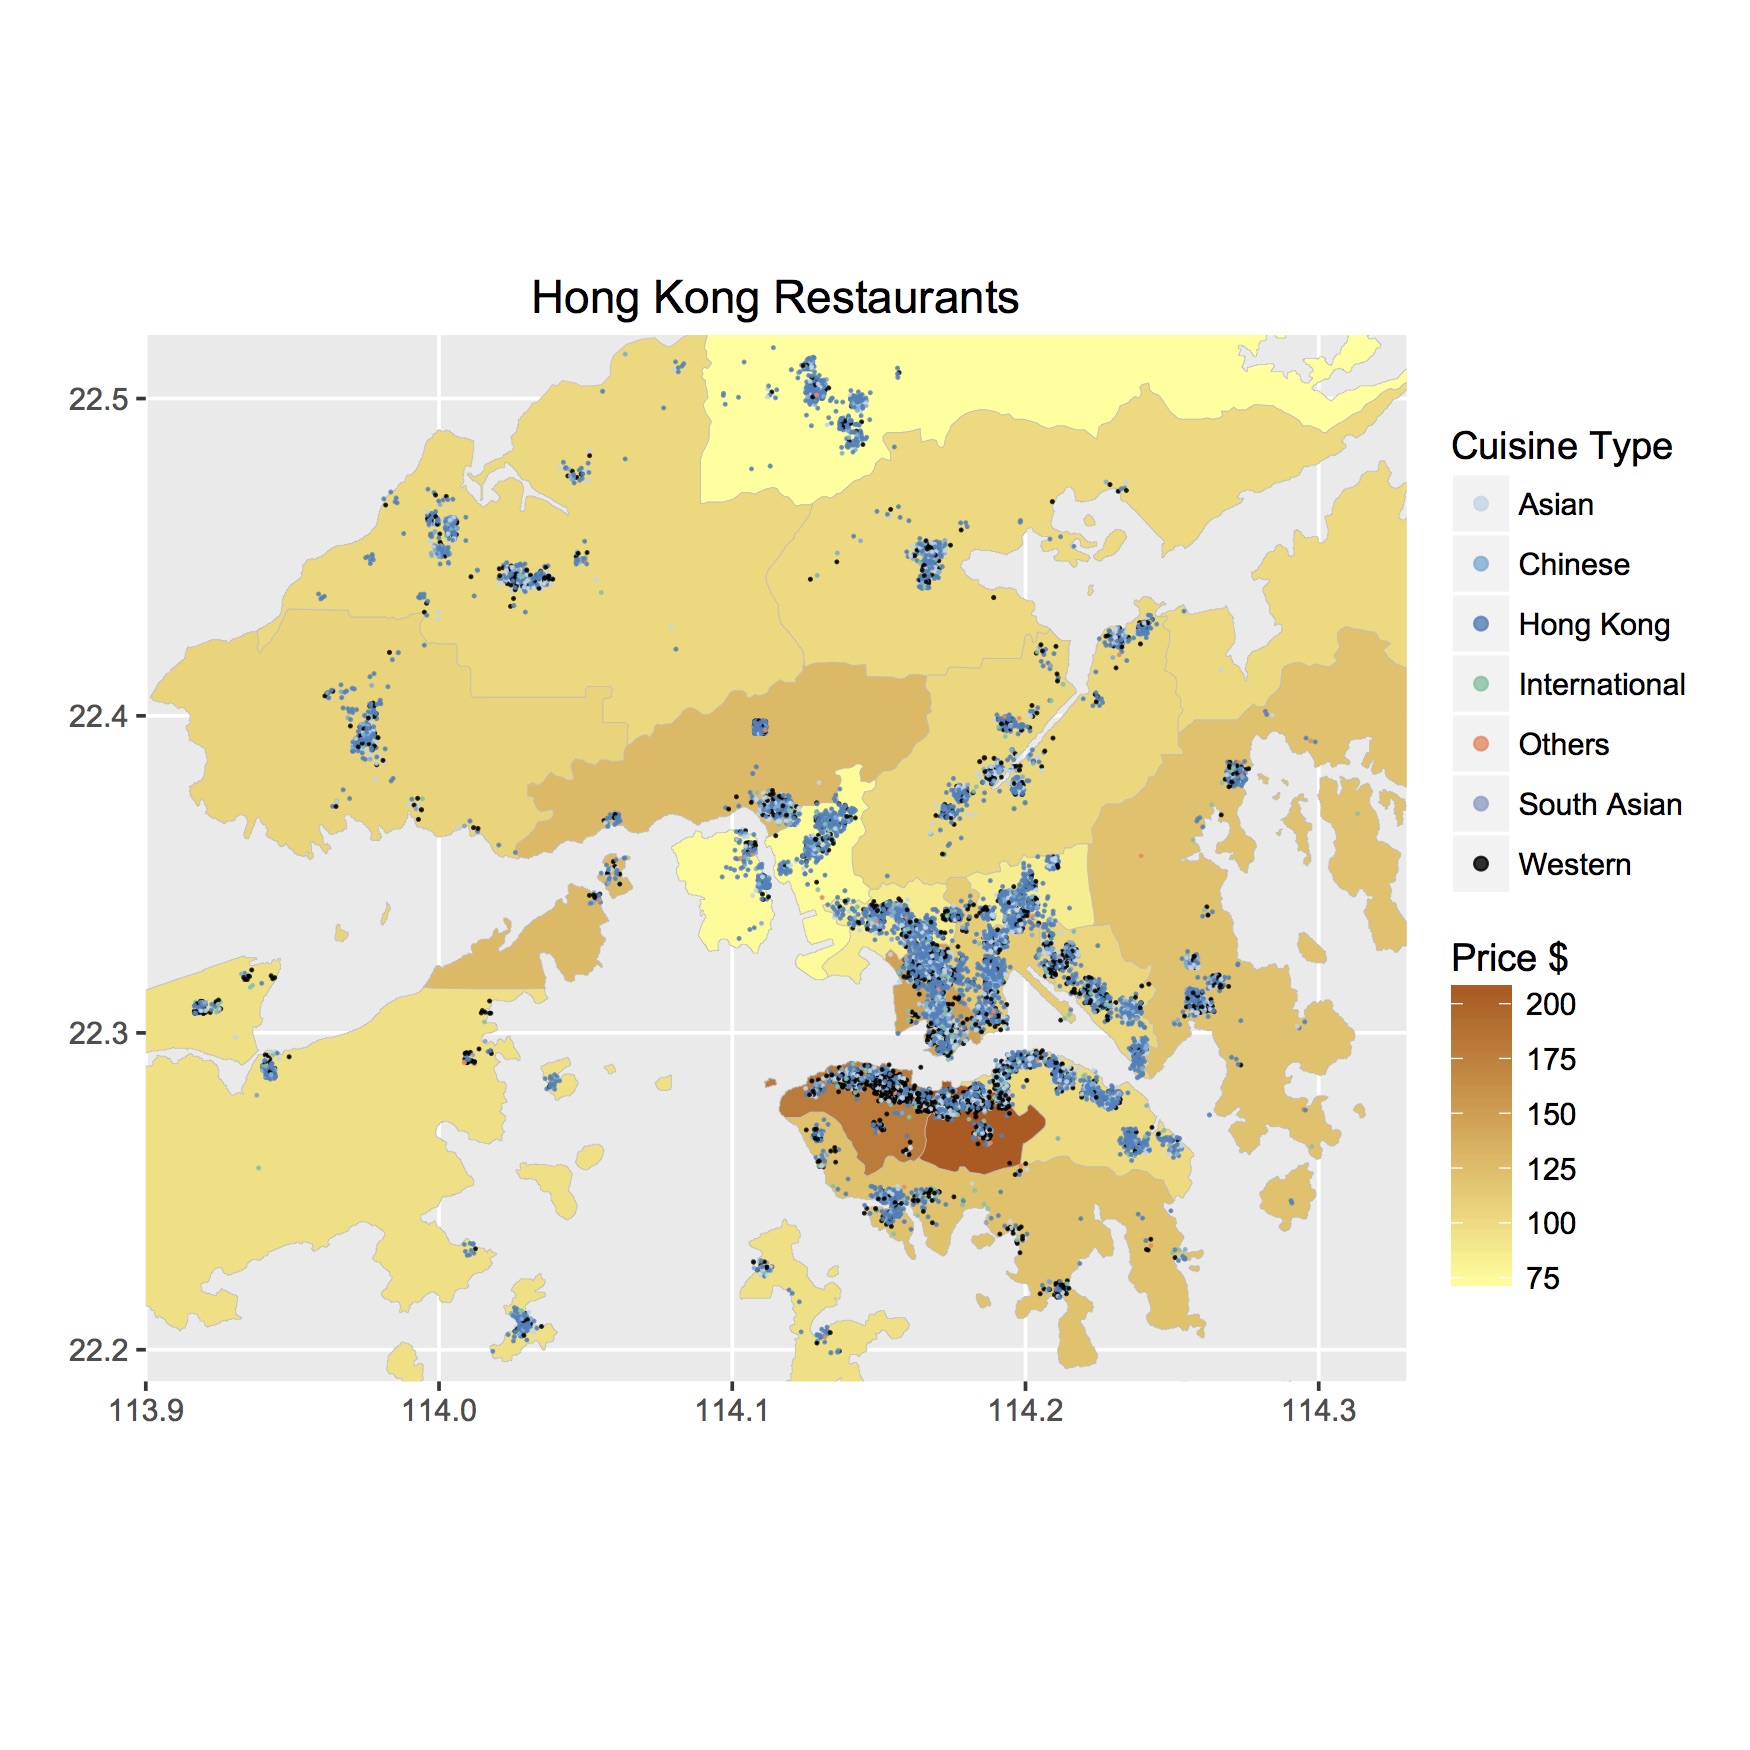 Hong Kong Restaurants
22.5
22.4
22.3
22.2
113.9
114.0
114.1
114.2
114.3
Cuisine Type
Asian
Chinese
Hong Kong
International
Others
South Asian
Western
Price $
200
175
150
125
100
75